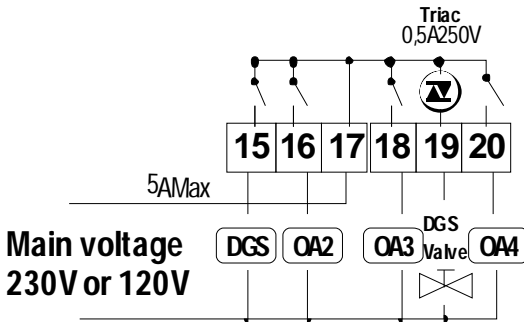 Triac
0,5A250V
15 16 17 18 19 20
5AMax
Main voltage
230V or 120V
DGS OA2 OA3 DGS Valve OA4